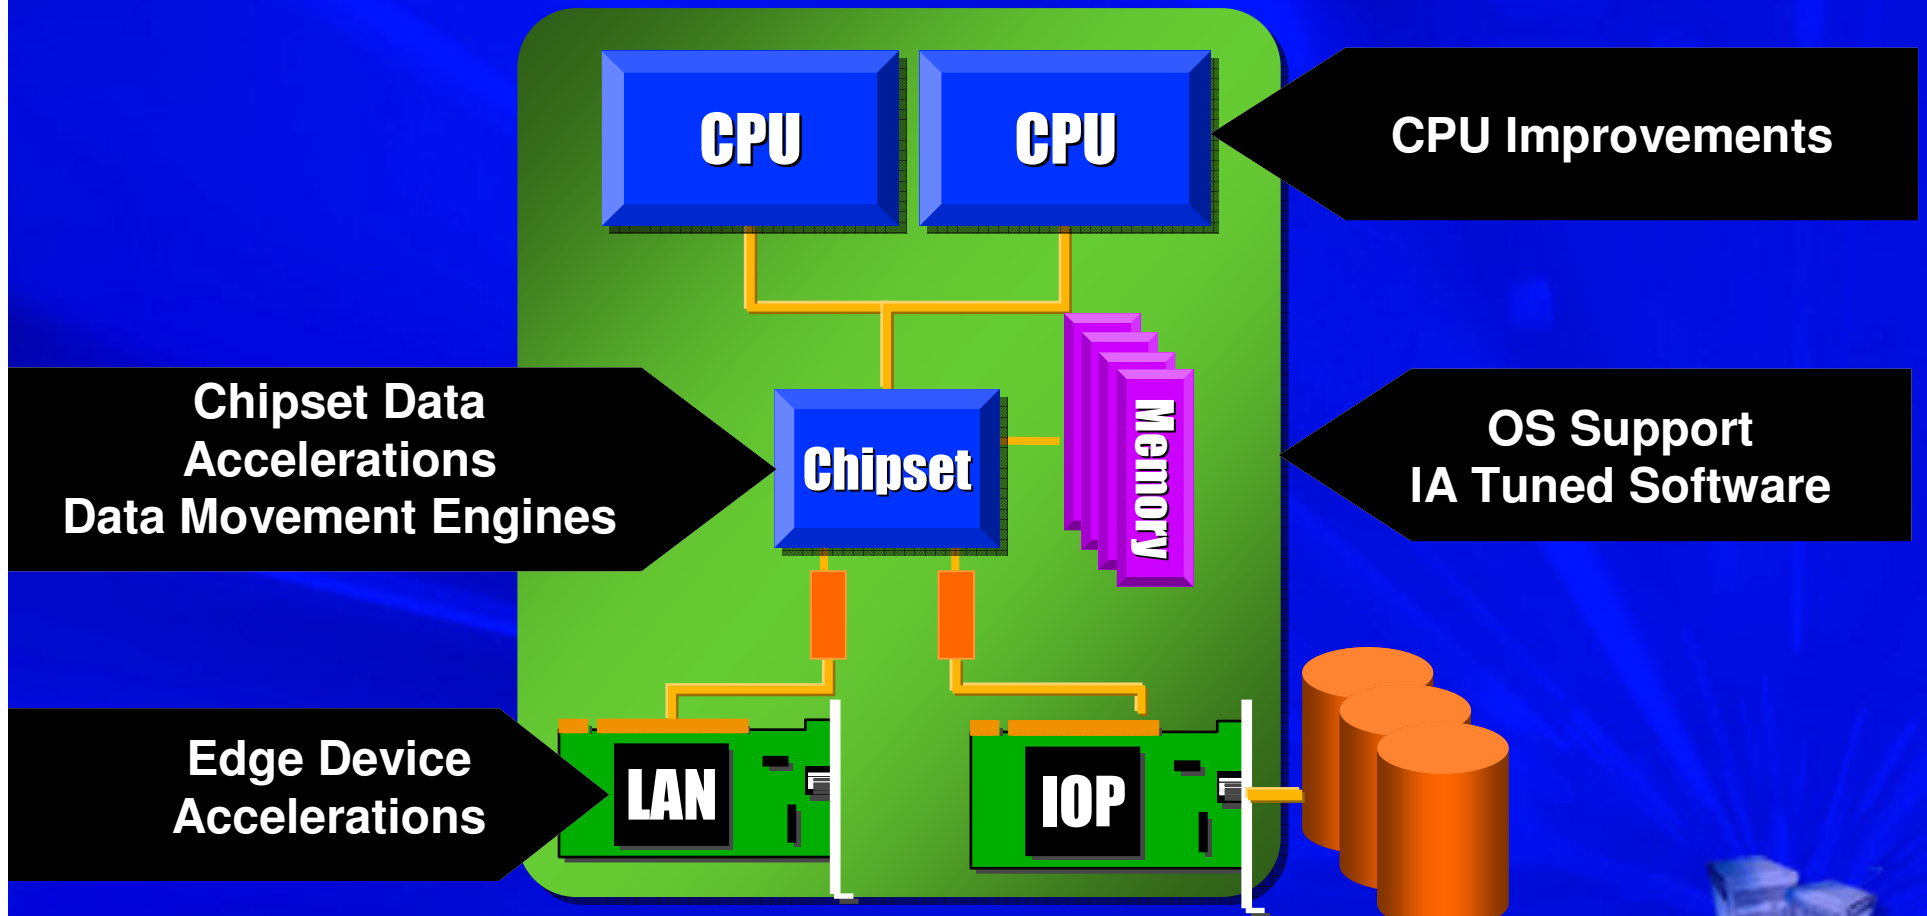 CPU
CPU
CPU Improvements
Chipset Data
Accelerations
Data Movement Engines
Chipset
Memory
OS Support
IA Tuned Software
Edge Device
Accelerations
LAN
IOP